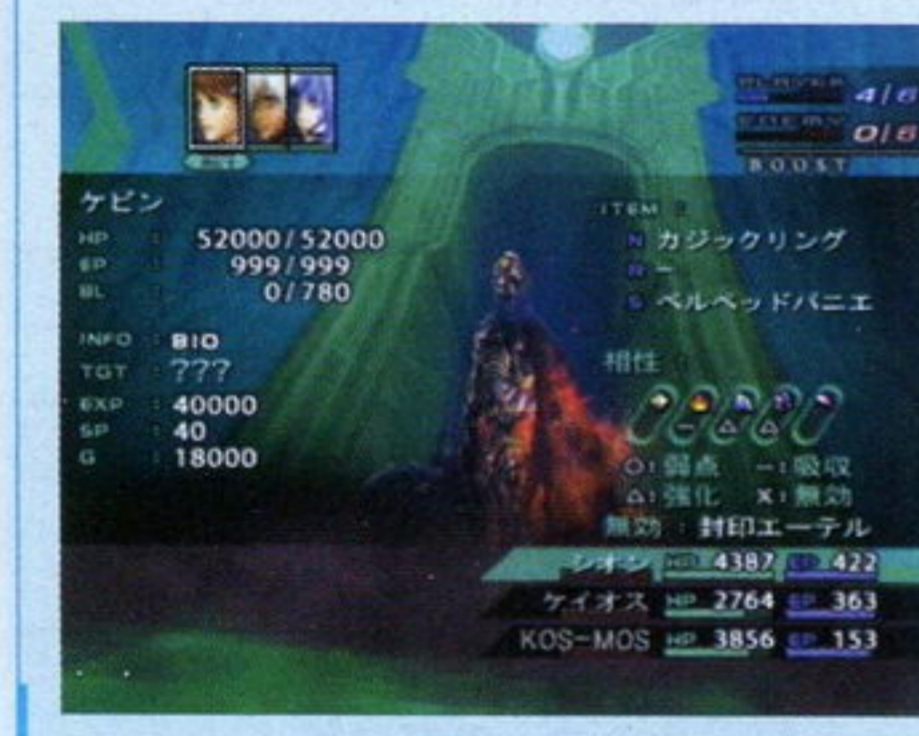 PLAYER 4/6
ENEMY 0/6
BOOST
ケビン
HP : 52000/52000
EP : 999/999
BL : 0/780
INFO : BIO
TGT : ???
EXP : 40000
SP : 40
G : 18000
ITEM :
N カジックリング
R ー
S ベルベッドパニエ
相性 :
− △ △
○:弱点 −:吸収
△:強化 ×:無効
無効 : 封印エーテル
シオン HP 4387 EP 422
ケイオス HP 2764 EP 363
KOS-MOS HP 3856 EP 153